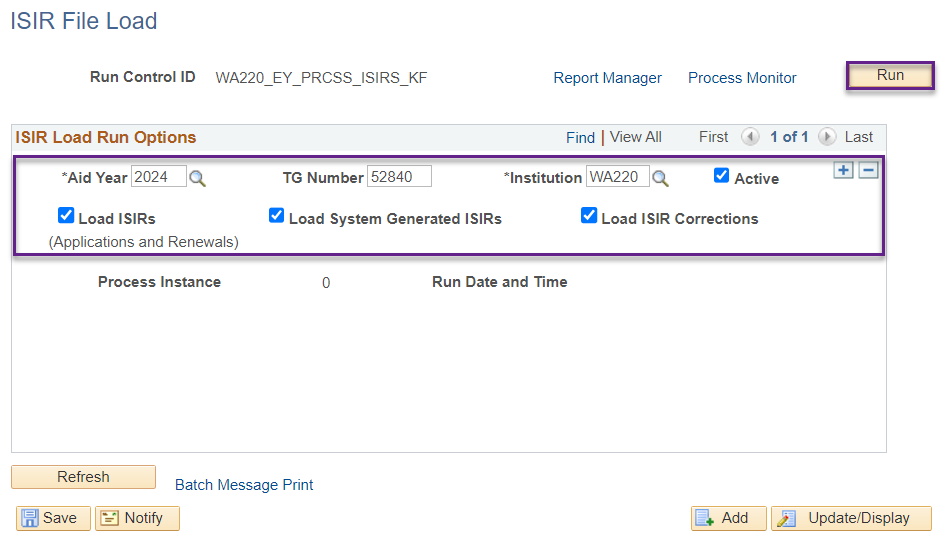 ISIR File Load
Run Control ID WA220_EY_PRCSS_ISIRS_KF Report Manager Process Monitor Run
ISIR Load Run Options Find | View All First 1 of 1 Last
*Aid Year 2024 TG Number 52840 *Institution WA220 Active
Load ISIRs Load System Generated ISIRs Load ISIR Corrections
(Applications and Renewals)
Process Instance 0 Run Date and Time
Refresh Batch Message Print
Save Notify Add Update/Display